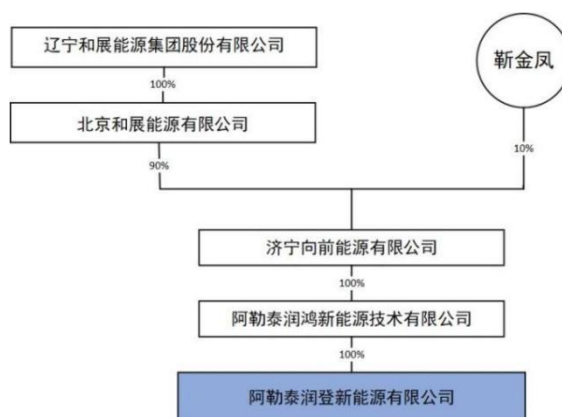 辽宁和展能源集团股份有限公司
靳金凤
100%
北京和展能源有限公司
90%
10%
济宁向前能源有限公司
100%
阿勒泰润鸿新能源技术有限公司
100%
阿勒泰润登新能源有限公司